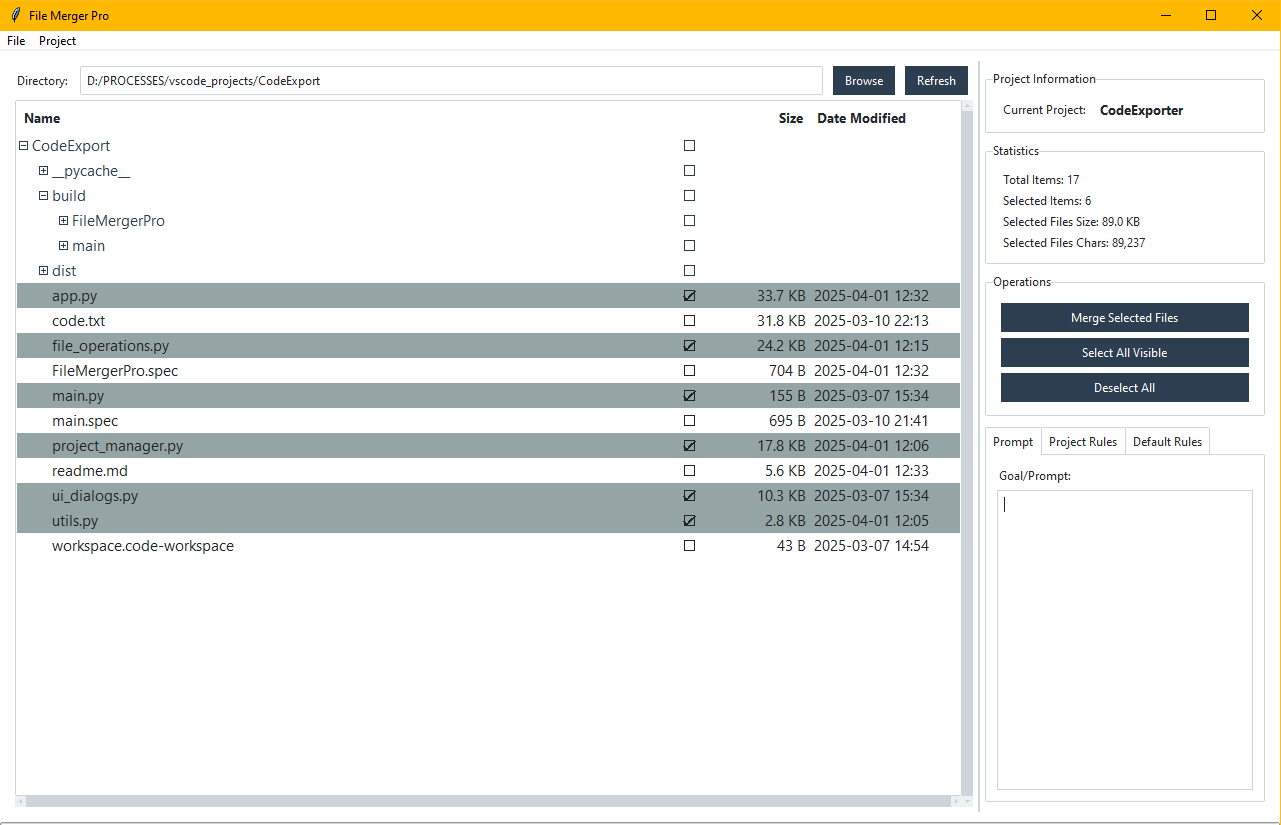 File Merger Pro
File Project
Directory: D:/PROCESSES/vscode_projects/CodeExport Browse Refresh
Name Size Date Modified
CodeExport
__pycache__
build
FileMergerPro
main
dist
app.py 33.7 KB 2025-04-01 12:32
code.txt 31.8 KB 2025-03-10 22:13
file_operations.py 24.2 KB 2025-04-01 12:15
FileMergerPro.spec 704 B 2025-04-01 12:32
main.py 155 B 2025-03-07 15:34
main.spec 695 B 2025-03-10 21:41
project_manager.py 17.8 KB 2025-04-01 12:06
readme.md 5.6 KB 2025-04-01 12:33
ui_dialogs.py 10.3 KB 2025-03-07 15:34
utils.py 2.8 KB 2025-04-01 12:05
workspace.code-workspace 43 B 2025-03-07 14:54
Project Information
Current Project: CodeExporter
Statistics
Total Items: 17
Selected Items: 6
Selected Files Size: 89.0 KB
Selected Files Chars: 89,237
Operations
Merge Selected Files
Select All Visible
Deselect All
Prompt Project Rules Default Rules
Goal/Prompt: